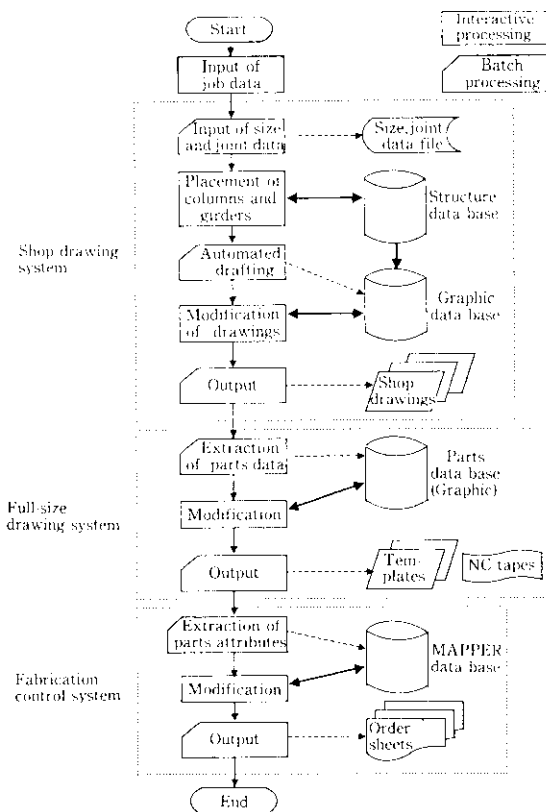 Interactive
processing
Batch
processing
Start
Input of
job data
Input of size
and joint data
Size, joint
data file
Placement of
columns and
girders
Structure
data base
Shop drawing
system
Automated
drafting
Modification
of drawings
Graphic
data base
Output
Shop
drawings
Extraction
of parts data
Parts
data base
(Graphic)
Full-size
drawing system
Modification
Output
Tem-
plates
NC tapes
Extraction of
parts attributes
MAPPER
data base
Fabrication
control system
Modification
Output
Order
sheets
End